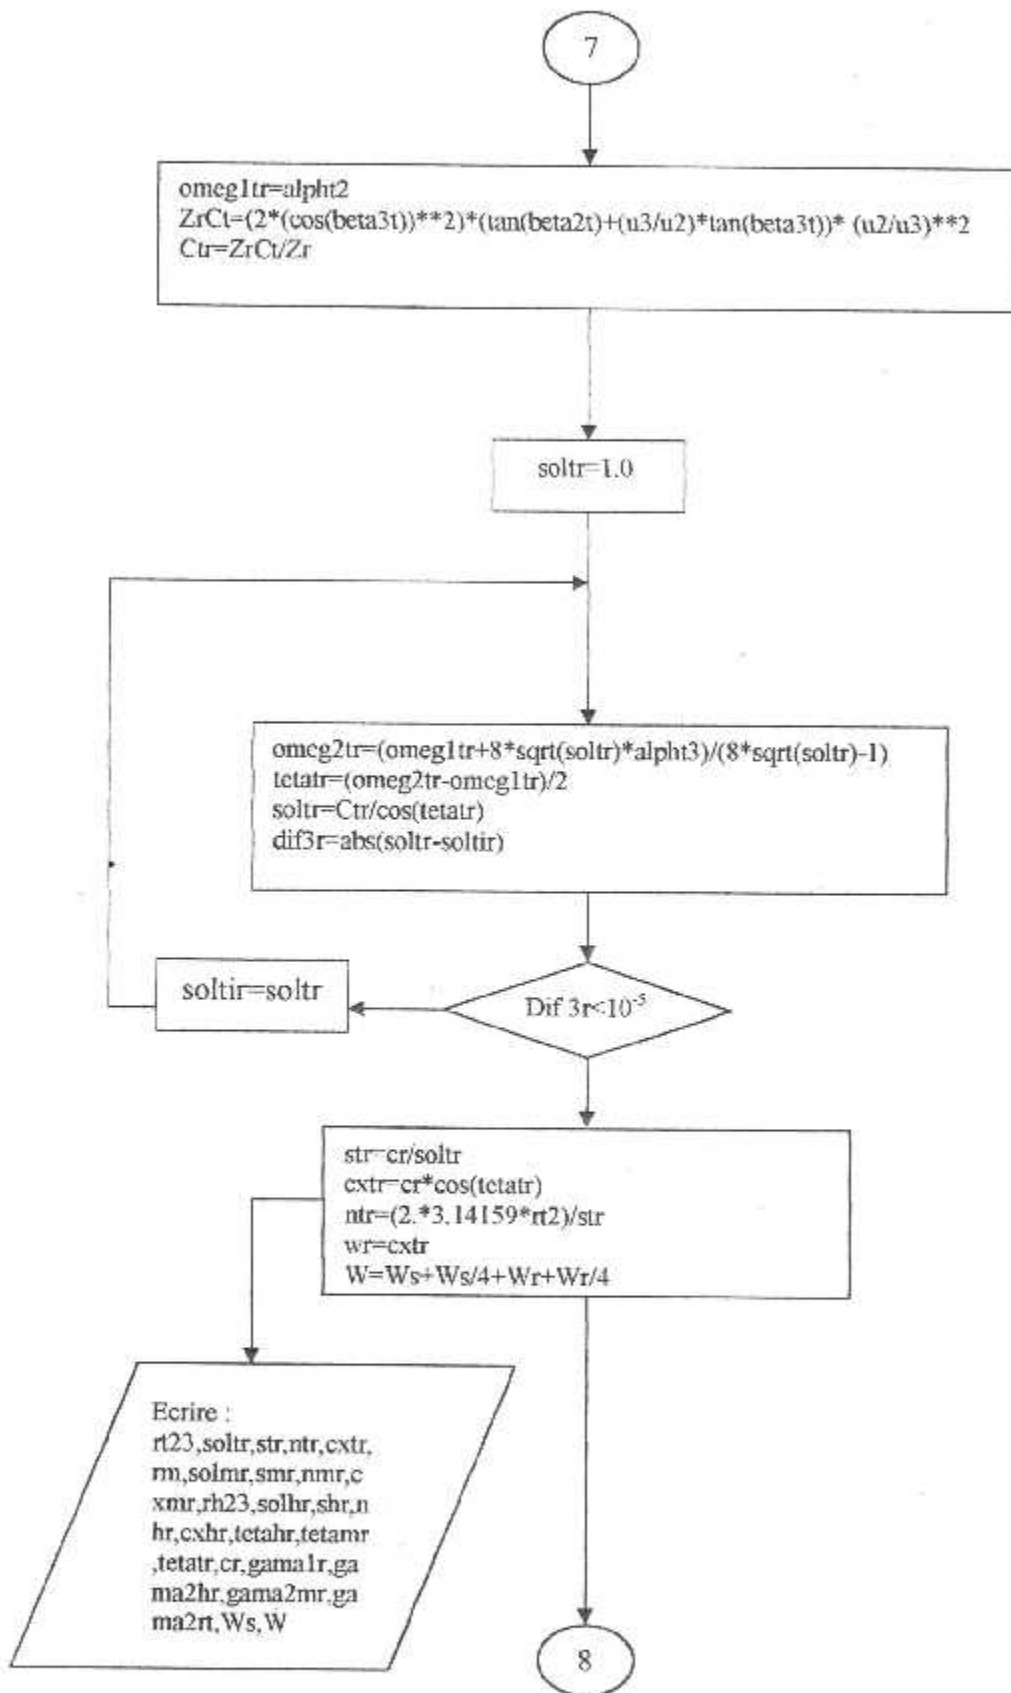 7
omeg1tr=alpht2
ZrCt=(2*(cos(beta3t))**2)*(tan(beta2t)+(u3/u2)*tan(beta3t))* (u2/u3)**2
Ctr=ZrCt/Zr
soltr=1.0
omeg2tr=(omeg1tr+8*sqrt(soltr)*alpht3)/(8*sqrt(soltr)-1)
tetatr=(omeg2tr-omeg1tr)/2
soltr=Ctr/cos(tetatr)
dif3r=abs(soltr-soltir)
soltir=soltr
Dif 3r<10⁻⁵
str=cr/soltr
cxtr=cr*cos(tetatr)
ntr=(2.*3.14159*rt2)/str
wr=cxtr
W=Ws+Ws/4+Wr+Wr/4
Ecrire :
rt23,soltr,str,ntr,cxtr,
rm,solmr,smr,nmr,c
xmr,rh23,solhr,shr,n
hr,cxhr,tetahr,tetamr
,tetatr,cr,gama1r,ga
ma2hr,gama2mr,ga
ma2rt,Ws,W
8